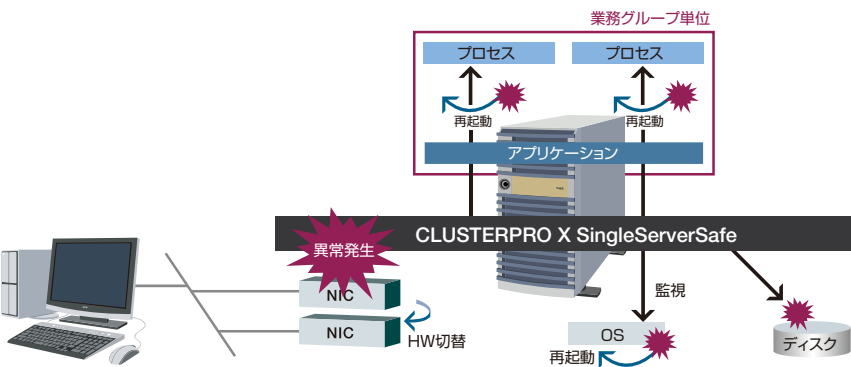 業務グループ単位
プロセス
プロセス
再起動
再起動
アプリケーション
CLUSTERPRO X SingleServerSafe
異常発生
NIC
NIC
HW切替
監視
OS
再起動
ディスク